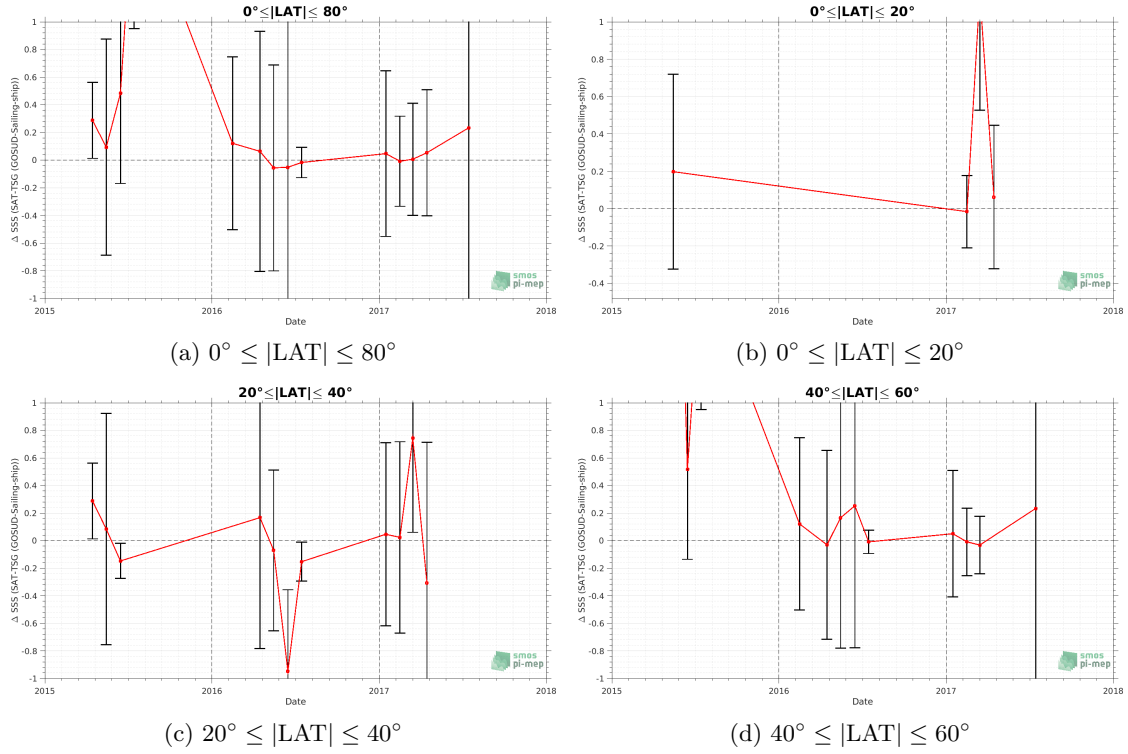 0°≤|LAT|≤ 80°
1
0.8
0.6
0.4
0.2
0
-0.2
-0.4
-0.6
-0.8
-1
Δ SSS (SAT-TSG (GOSUD-Sailing-ship))
2015
2016
2017
2018
Date
smos
pi-mep
(a) 0° ≤ |LAT| ≤ 80°
0°≤|LAT|≤ 20°
1
0.8
0.6
0.4
0.2
0
-0.2
-0.4
Δ SSS (SAT-TSG (GOSUD-Sailing-ship))
2015
2016
2017
2018
Date
smos
pi-mep
(b) 0° ≤ |LAT| ≤ 20°
20°≤|LAT|≤ 40°
1
0.8
0.6
0.4
0.2
0
-0.2
-0.4
-0.6
-0.8
-1
Δ SSS (SAT-TSG (GOSUD-Sailing-ship))
2015
2016
2017
2018
Date
smos
pi-mep
(c) 20° ≤ |LAT| ≤ 40°
40°≤|LAT|≤ 60°
1
0.8
0.6
0.4
0.2
0
-0.2
-0.4
-0.6
-0.8
-1
Δ SSS (SAT-TSG (GOSUD-Sailing-ship))
2015
2016
2017
2018
Date
smos
pi-mep
(d) 40° ≤ |LAT| ≤ 60°